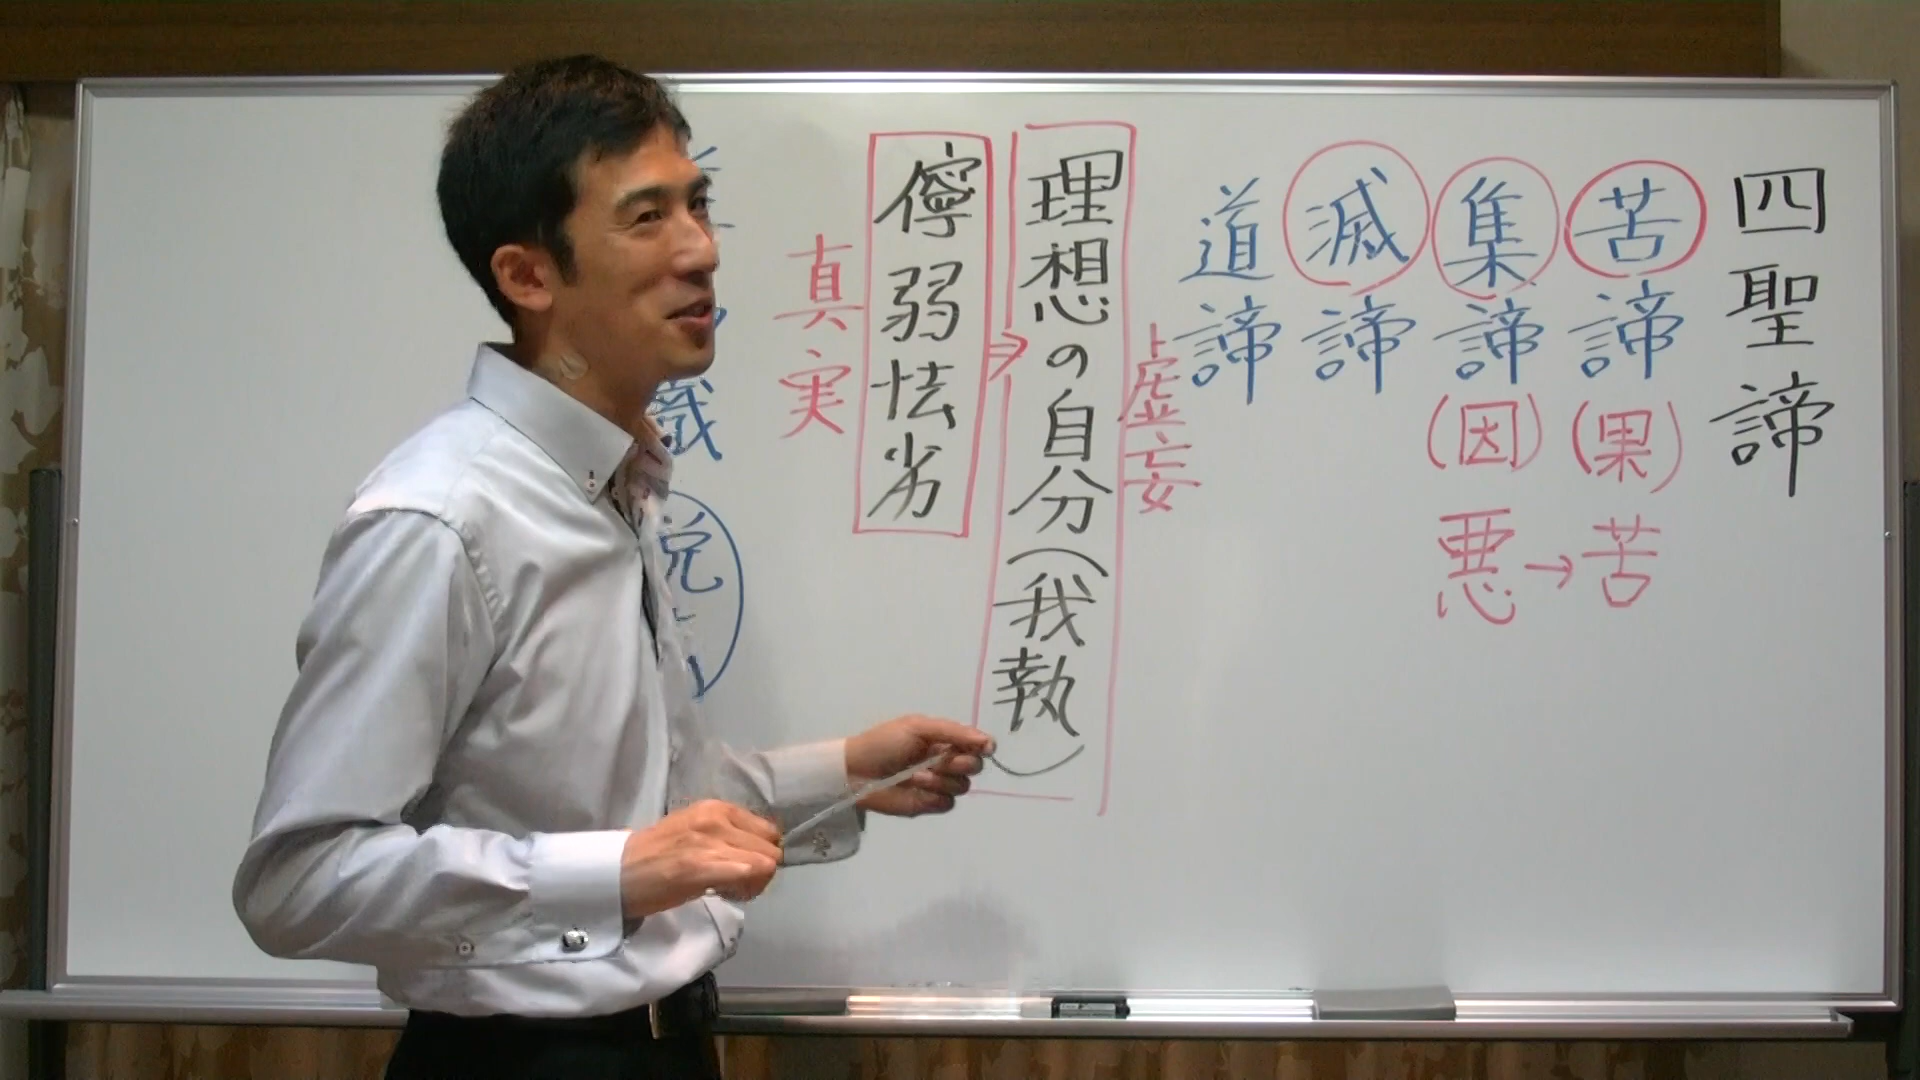 四聖諦
苦諦
(果)
苦
集諦
(因)
悪→
滅諦
道諦
虚妄
理想の自分(我執)
⇒
儜弱怯劣
真実